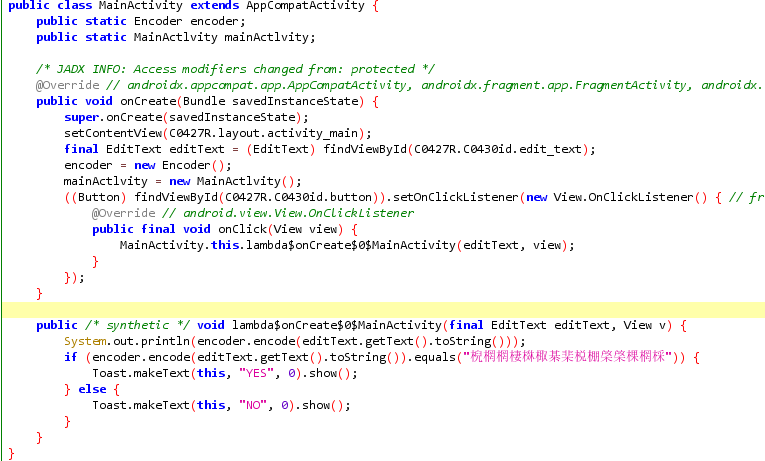 public class MainActivity extends AppCompatActivity {
public static Encoder encoder;
public static MainActlvity mainActlvity;
/* JADX INFO: Access modifiers changed from: protected */
@Override // androidx.appcompat.app.AppCompatActivity, androidx.fragment.app.FragmentActivity, androidx.
public void onCreate(Bundle savedInstanceState) {
super.onCreate(savedInstanceState);
setContentView(C0427R.layout.activity_main);
final EditText editText = (EditText) findViewById(C0427R.C0430id.edit_text);
encoder = new Encoder();
mainActlvity = new MainActlvity();
((Button) findViewById(C0427R.C0430id.button)).setOnClickListener(new View.OnClickListener() { // fr
@Override // android.view.View.OnClickListener
public final void onClick(View view) {
MainActivity.this.lambda$onCreate$0$MainActivity(editText, view);
}
});
}
public /* synthetic */ void lambda$onCreate$0$MainActivity(final EditText editText, View v) {
System.out.println(encoder.encode(editText.getText().toString()));
if (encoder.encode(editText.getText().toString()).equals("")) {
Toast.makeText(this, "YES", 0).show();
} else {
Toast.makeText(this, "NO", 0).show();
}
}
}